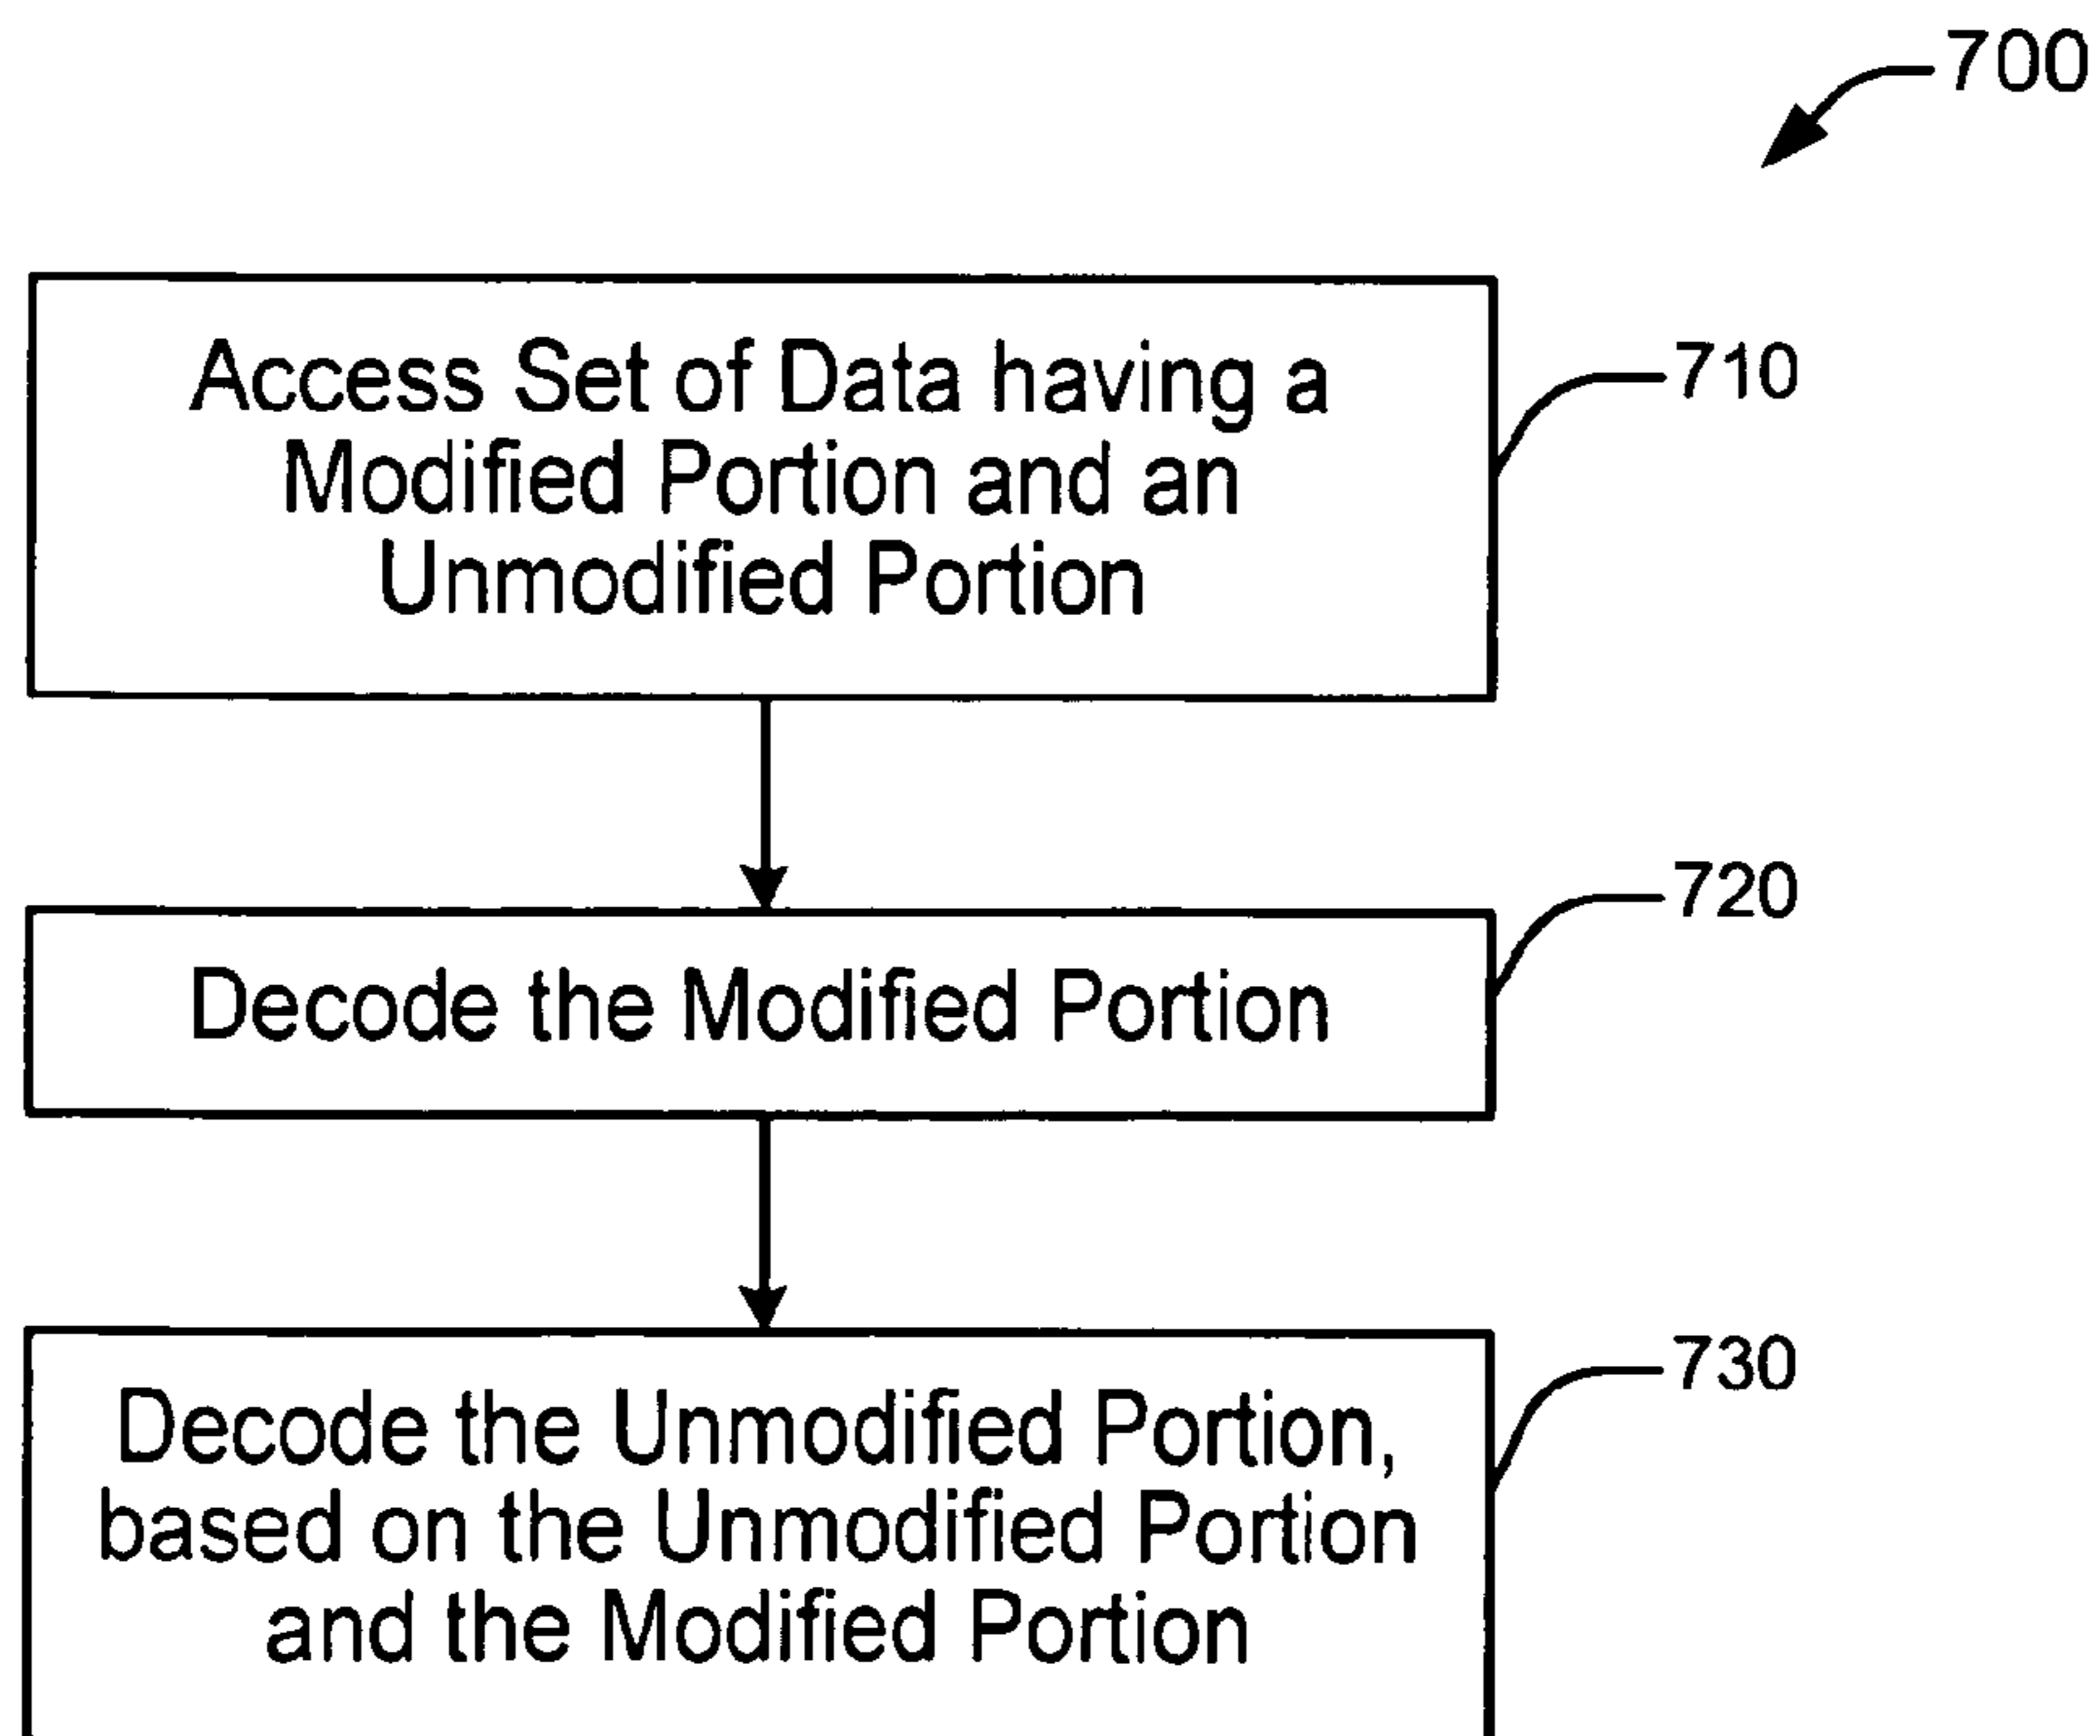 700
Access Set of Data having a
Modified Portion and an
Unmodified Portion
710
Decode the Modified Portion
720
Decode the Unmodified Portion,
based on the Unmodified Portion
and the Modified Portion
730